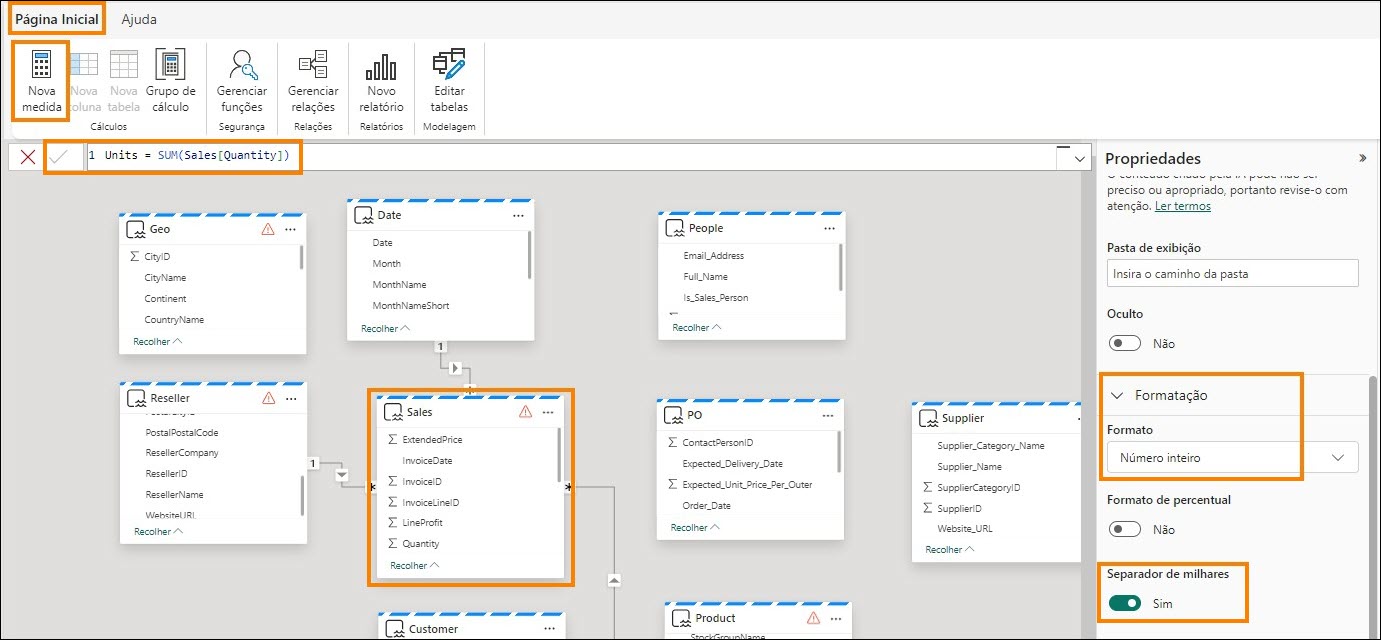 Página Inicial Ajuda
Nova medida
Nova coluna
Nova tabela
Grupo de cálculo
Cálculos
Gerenciar funções
Segurança
Gerenciar relações
Relações
Novo relatório
Relatórios
Editar tabelas
Modelagem
1 Units = SUM(Sales[Quantity])
Geo
CityID
CityName
Continent
CountryName
Recolher
Date
Date
Month
MonthName
MonthNameShort
Recolher
People
Email_Address
Full_Name
Is_Sales_Person
Recolher
1
Reseller
PostalCityID
PostalPostalCode
ResellerCompany
ResellerID
ResellerName
WebsiteURL
Recolher
1
*
Sales
ExtendedPrice
InvoiceDate
InvoiceID
InvoiceLineID
LineProfit
Quantity
Recolher
*
PO
ContactPersonID
Expected_Delivery_Date
Expected_Unit_Price_Per_Outer
Order_Date
Recolher
Supplier
Supplier_Category_Name
Supplier_Name
SupplierCategoryID
SupplierID
Website_URL
Recolher
Customer
Product
StockGroupName
Propriedades
O conteúdo criado pela IA pode não ser
preciso ou apropriado, portanto revise-o com
atenção. Ler termos
Pasta de exibição
Insira o caminho da pasta
Oculto
Não
Formatação
Formato
Número inteiro
Formato de percentual
Não
Separador de milhares
Sim